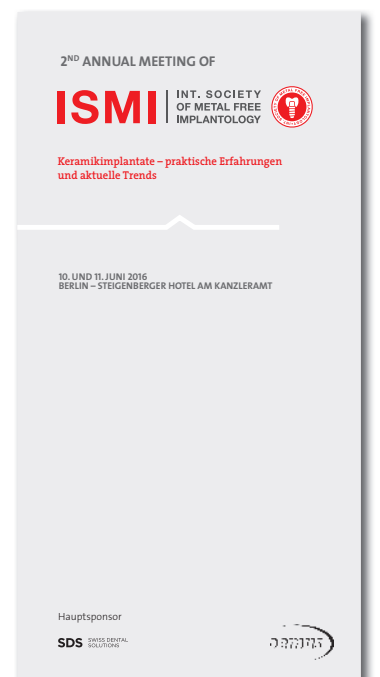 2ND ANNUAL MEETING OF
ISMI
INT. SOCIETY
OF METAL FREE
IMPLANTOLOGY
Keramikimplantate – praktische Erfahrungen
und aktuelle Trends
10. UND 11. JUNI 2016
BERLIN – STEIGENBERGER HOTEL AM KANZLERAMT
Hauptsponsor
SDS SWISS DENTAL
SOLUTIONS